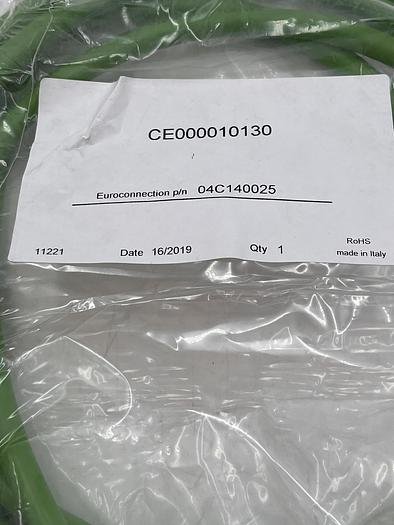 CE000010130
Euroconnection p/n 04C140025
11221 Date 16/2019 Qty 1 RoHS
made in Italy